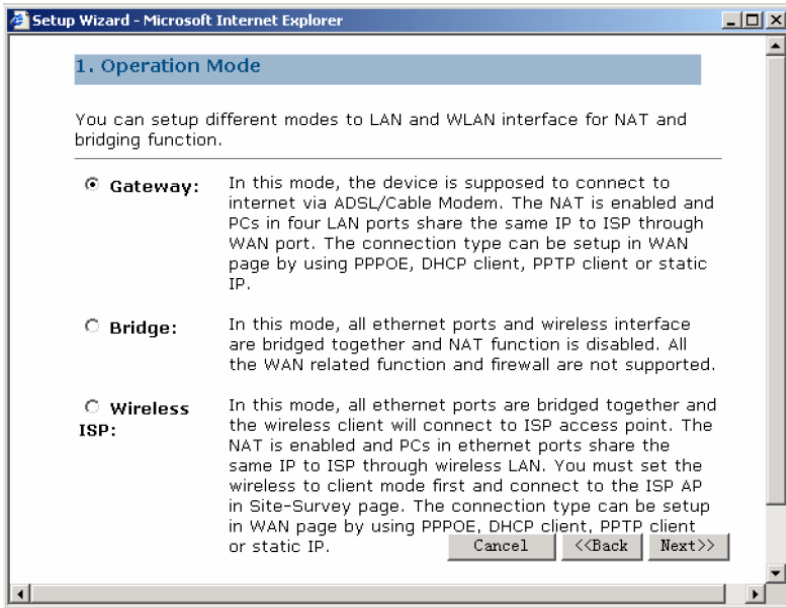 Setup Wizard - Microsoft Internet Explorer
1. Operation Mode
You can setup different modes to LAN and WLAN interface for NAT and
bridging function.
Gateway:
In this mode, the device is supposed to connect to
internet via ADSL/Cable Modem. The NAT is enabled and
PCs in four LAN ports share the same IP to ISP through
WAN port. The connection type can be setup in WAN
page by using PPPOE, DHCP client, PPTP client or static
IP.
Bridge:
In this mode, all ethernet ports and wireless interface
are bridged together and NAT function is disabled. All
the WAN related function and firewall are not supported.
Wireless
ISP:
In this mode, all ethernet ports are bridged together and
the wireless client will connect to ISP access point. The
NAT is enabled and PCs in ethernet ports share the
same IP to ISP through wireless LAN. You must set the
wireless to client mode first and connect to the ISP AP
in Site-Survey page. The connection type can be setup
in WAN page by using PPPOE, DHCP client, PPTP client
or static IP.
Cancel
<<Back
Next>>